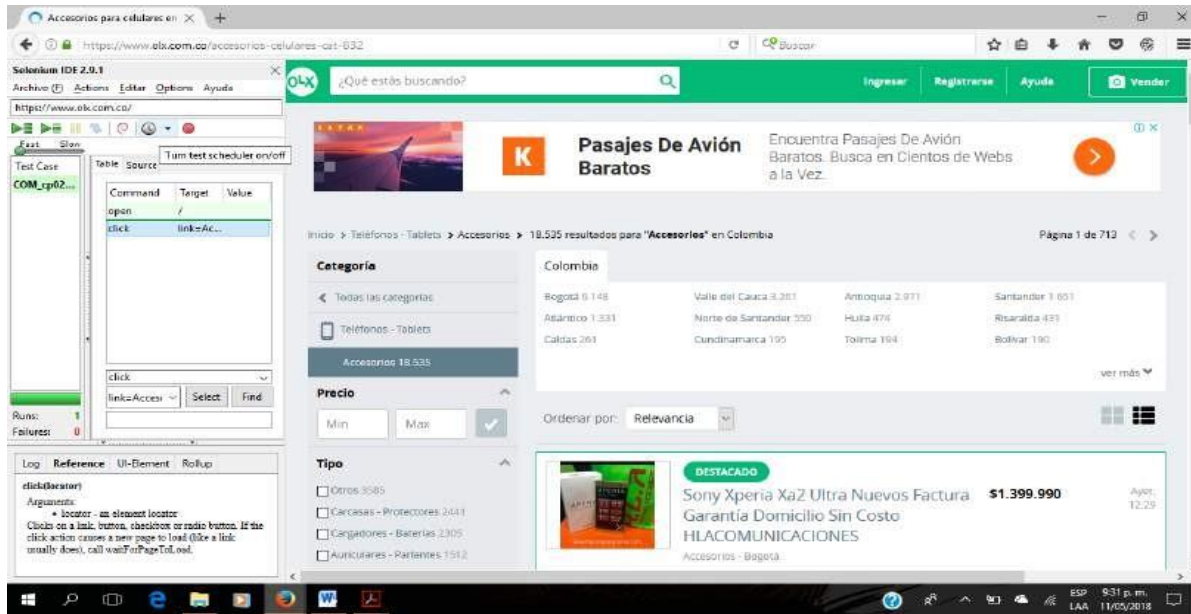 Accesorios para celulares en
https://www.olx.com.co/accesorios-celulares-cat-832
Buscar
Selenium IDE 2.9.1
Archivo (F) Actions Editar Options Ayuda
https://www.olx.com.co/
Fast Slow
Turn test scheduler on/off
Test Case
COM_cp02...
Table Source
Command Target Value
open /
click link=Ac...
click
link=Acceso Select Find
Runs: 1
Failures: 0
Log Reference UI-Element Rollup
click(locator)
Arguments:
• locator - an element locator
Clicks on a link, button, checkbox or radio button. If the
click action causes a new page to load (like a link
usually does), call waitForPageToLoad.
OLX
¿Qué estás buscando?
Ingresar Registrarse Ayuda Vender
K
Pasajes De Avión
Baratos
Encuentra Pasajes De Avión
Baratos. Busca en Cientos de Webs
a la Vez.
Inicio > Teléfonos - Tablets > Accesorios > 18.535 resultados para "Accesorios" en Colombia
Página 1 de 713
Categoría
Todas las categorías
Teléfonos - Tablets
Accesorios 18.535
Precio
Min Max
Tipo
Otros 3585
Carcasas - Protectores 2441
Cargadores - Baterías 2305
Auriculares - Parlantes 1512
Colombia
Bogotá 6.148 Valle del Cauca 3.261 Antioquia 2.971 Santander 1.651
Atlántico 1.331 Norte de Santander 550 Huila 474 Risaralda 431
Caldas 261 Cundinamarca 195 Tolima 194 Bolívar 190
ver más
Ordenar por: Relevancia
DESTACADO
Sony Xperia Xa2 Ultra Nuevos Factura
Garantía Domicilio Sin Costo
HLACOMUNICACIONES
Accesorios - Bogotá
$1.399.990
Ayer,
12:29
ESP
LAA
9:31 p. m.
11/05/2018